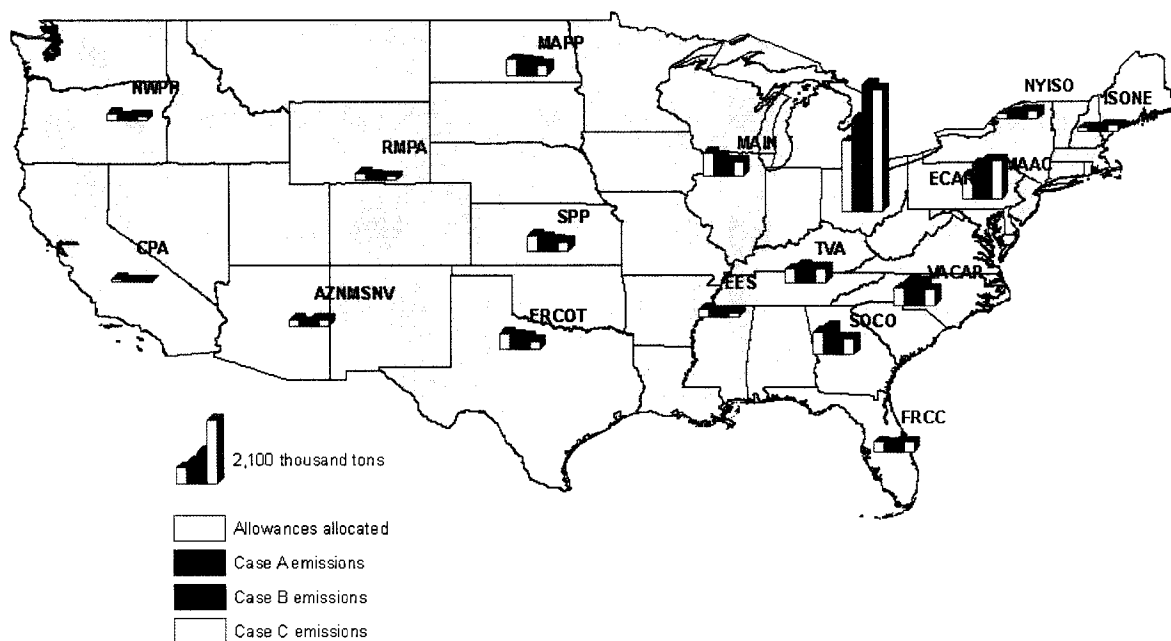 MAPP
NWPP
NYISO
ISONE
RMPA
MAIN
ECAR
MAAC
SPP
CPA
TVA
VACAR
EES
AZNMSNV
ERCOT
SOCO
FRCC
2,100 thousand tons
Allowances allocated
Case A emissions
Case B emissions
Case C emissions